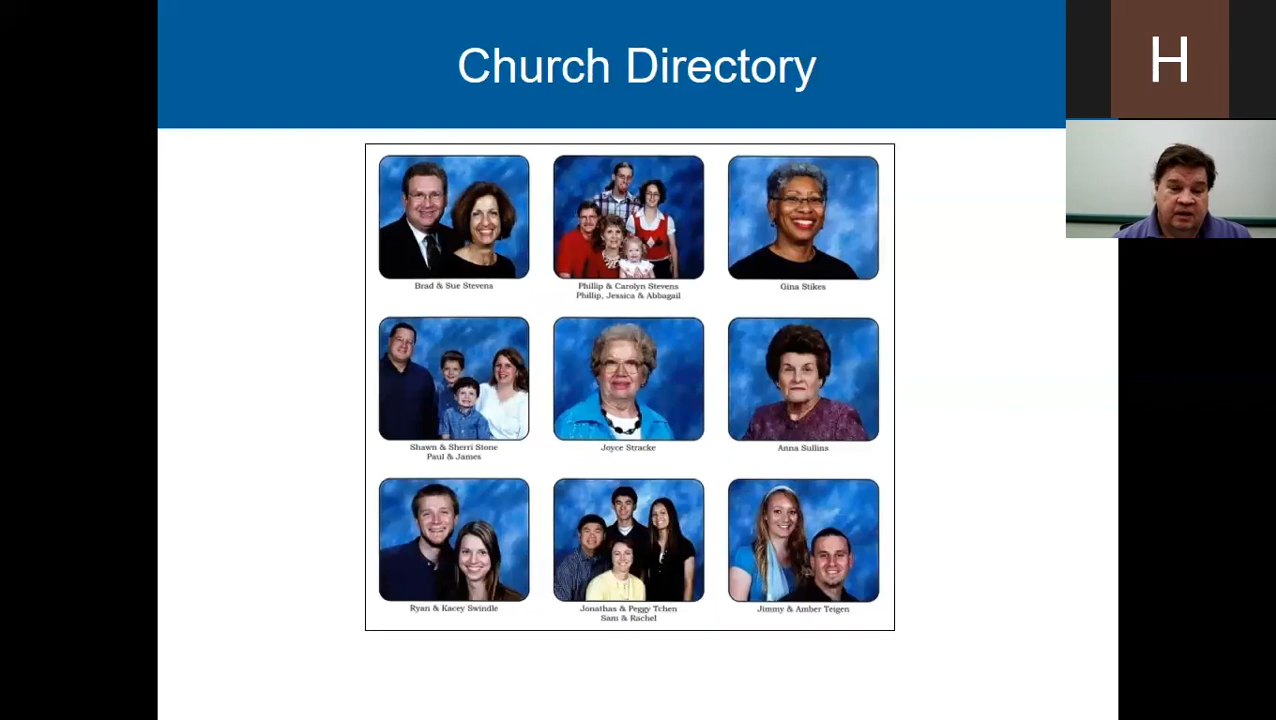 Church Directory
H
Brad & Sue Stevens
Phillip & Carolyn Stevens
Phillip, Jessica & Abbagail
Gina Stikes
Shawn & Sherri Stone
Paul & James
Joyce Stracke
Anna Sullins
Ryan & Kacey Swindle
Jonathas & Peggy Tchen
Sam & Rachel
Jimmy & Amber Teigen